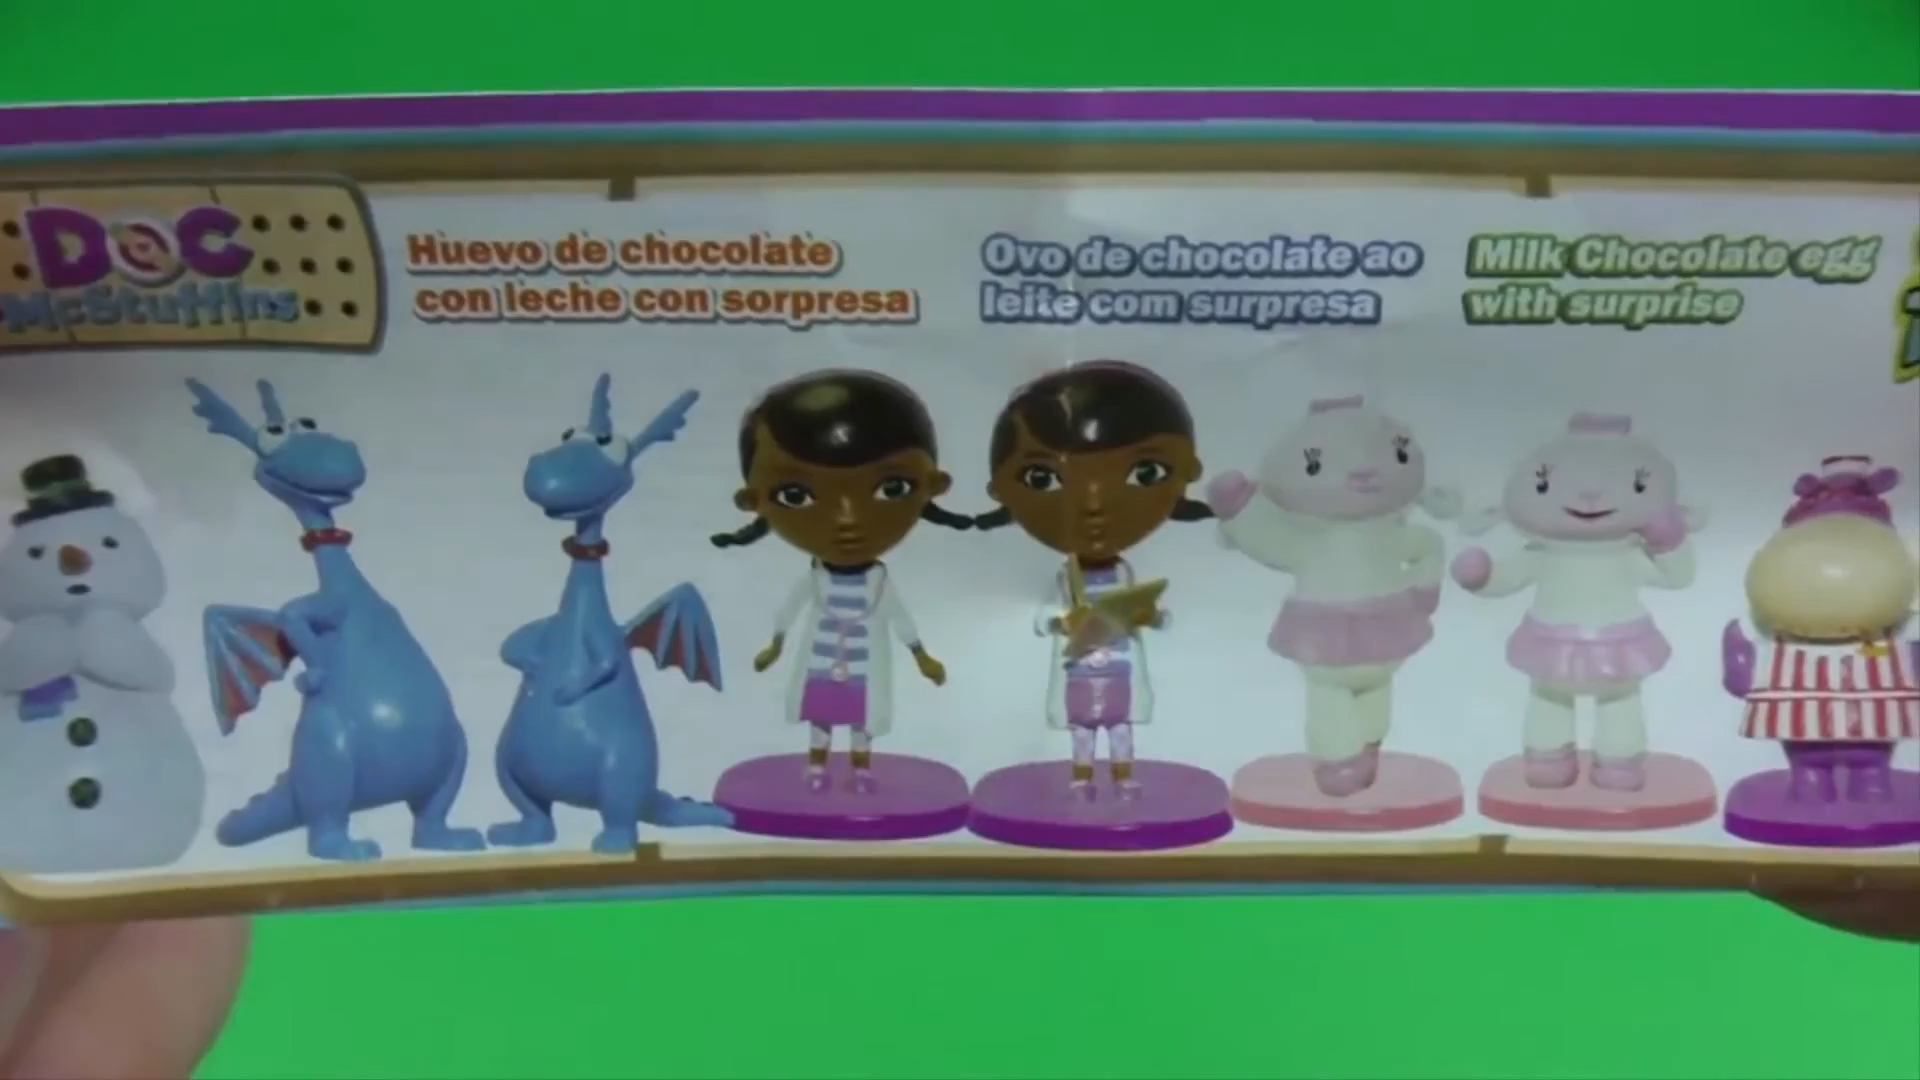 Doc
McStuffins
Huevo de chocolate
con leche con sorpresa
Ovo de chocolate ao
leite com surpresa
Milk Chocolate egg
with surprise